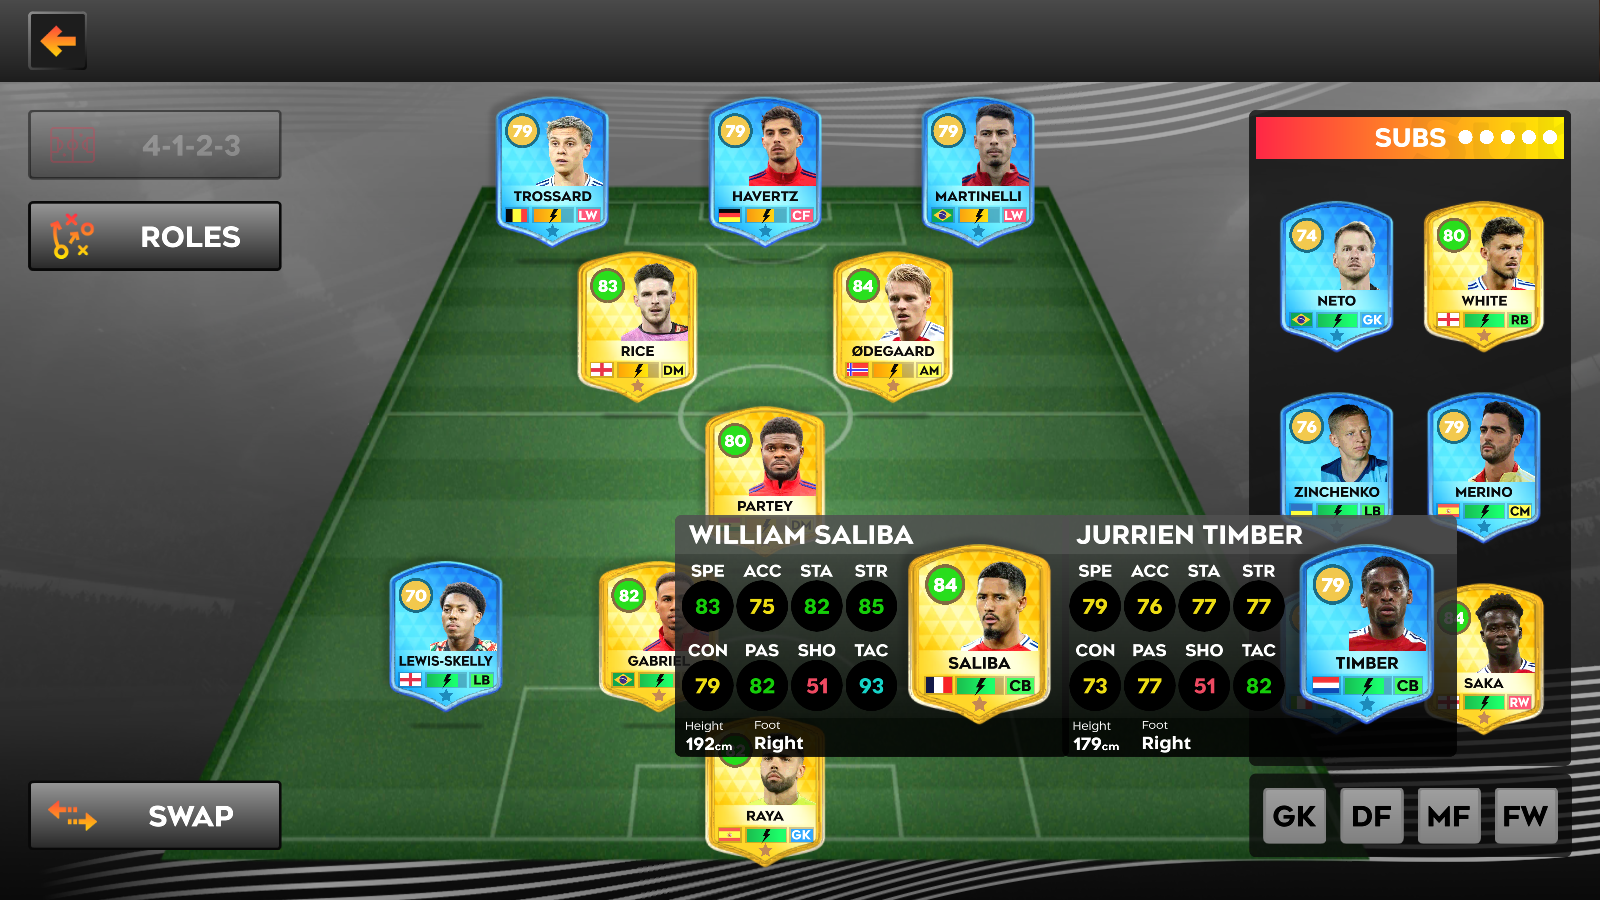 4-1-2-3
ROLES
SWAP
79
TROSSARD
LW
79
HAVERTZ
CF
79
MARTINELLI
LW
83
RICE
DM
84
ØDEGAARD
AM
80
PARTEY
DM
70
LEWIS-SKELLY
LB
82
GABRIEL
RAYA
GK
WILLIAM SALIBA
SPE ACC STA STR
83 75 82 85
CON PAS SHO TAC
79 82 51 93
Height Foot
192cm Right
84
SALIBA
CB
JURRIEN TIMBER
SPE ACC STA STR
79 76 77 77
CON PAS SHO TAC
73 77 51 82
Height Foot
179cm Right
79
TIMBER
CB
SUBS
74
NETO
GK
80
WHITE
RB
76
ZINCHENKO
LB
79
MERINO
CM
84
SAKA
RW
GK DF MF FW